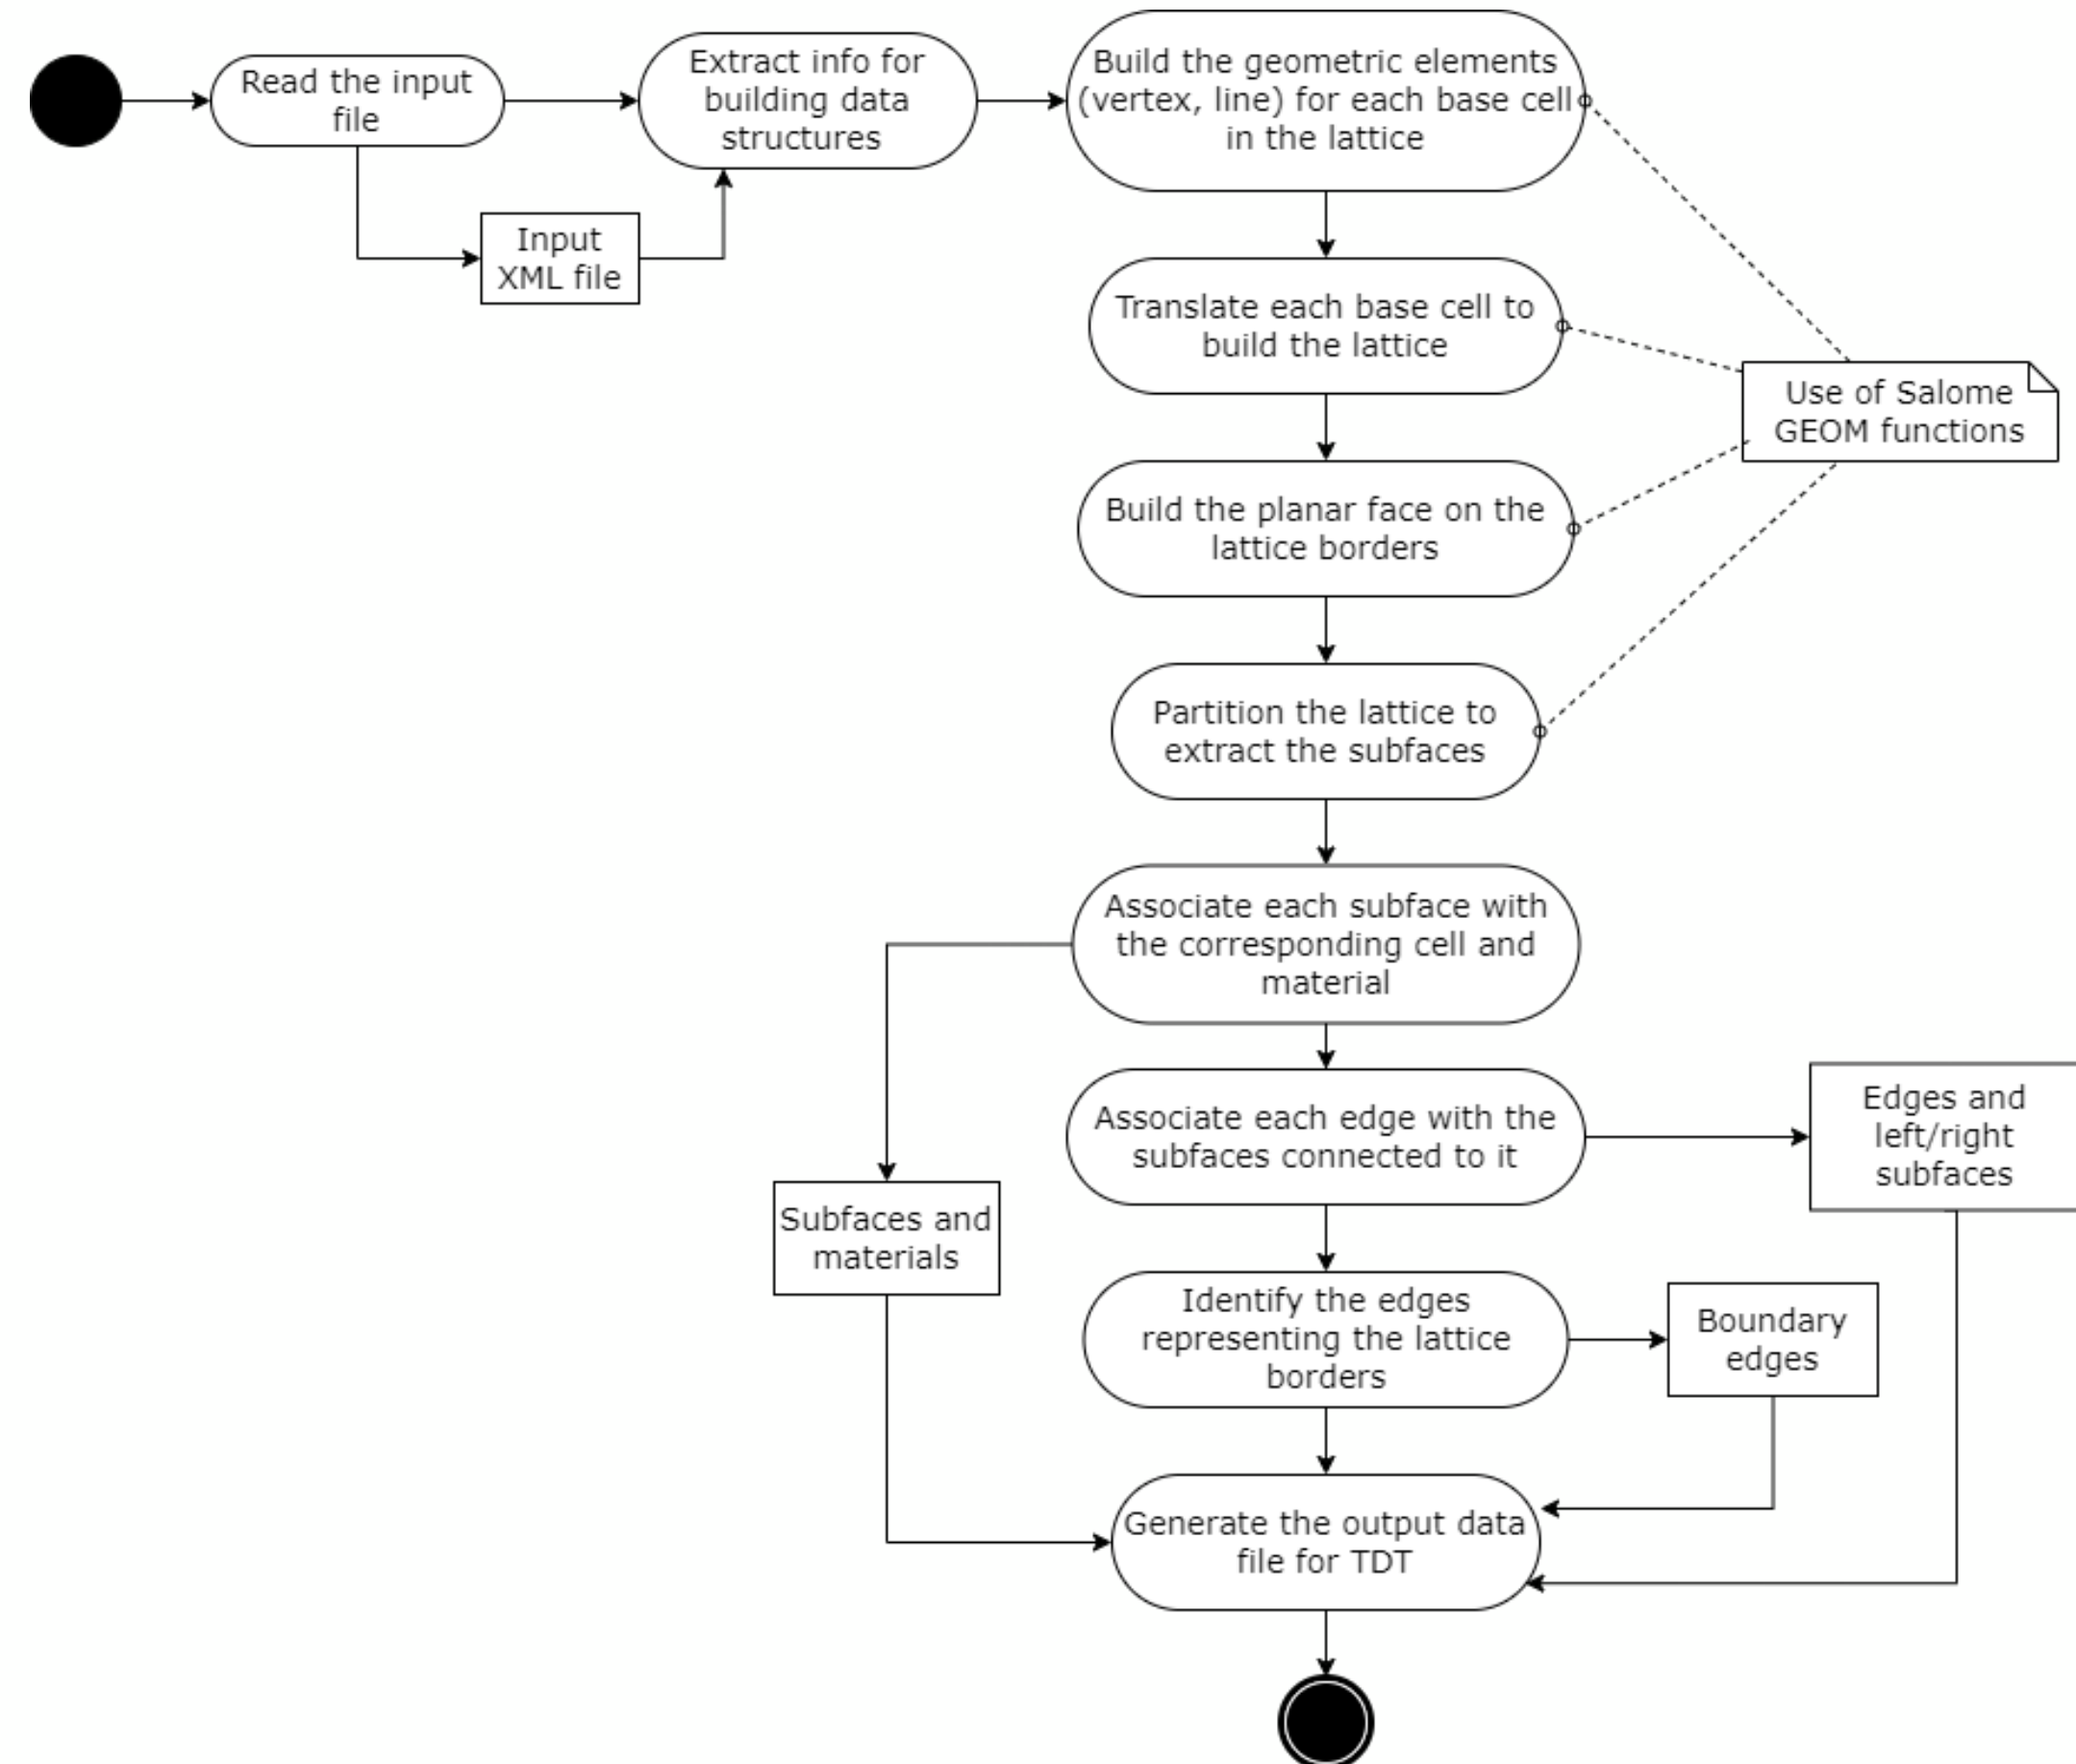 Read the input
file
Extract info for
building data
structures
Build the geometric elements
(vertex, line) for each base cell
in the lattice
Input
XML file
Translate each base cell to
build the lattice
Use of Salome
GEOM functions
Build the planar face on the
lattice borders
Partition the lattice to
extract the subfaces
Associate each subface with
the corresponding cell and
material
Associate each edge with the
subfaces connected to it
Edges and
left/right
subfaces
Subfaces and
materials
Identify the edges
representing the lattice
borders
Boundary
edges
Generate the output data
file for TDT